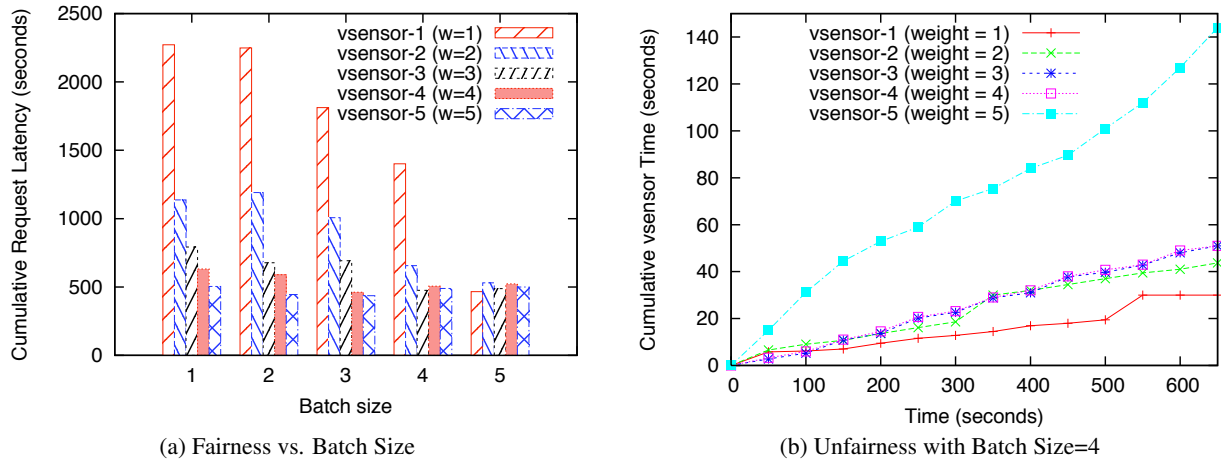 2500
2000
1500
1000
500
0
Cumulative Request Latency (seconds)
vsensor-1 (w=1)
vsensor-2 (w=2)
vsensor-3 (w=3)
vsensor-4 (w=4)
vsensor-5 (w=5)
1 2 3 4 5
Batch size
(a) Fairness vs. Batch Size
140
120
100
80
60
40
20
0
Cumulative vsensor Time (seconds)
vsensor-1 (weight = 1)
vsensor-2 (weight = 2)
vsensor-3 (weight = 3)
vsensor-4 (weight = 4)
vsensor-5 (weight = 5)
0 100 200 300 400 500 600
Time (seconds)
(b) Unfairness with Batch Size=4